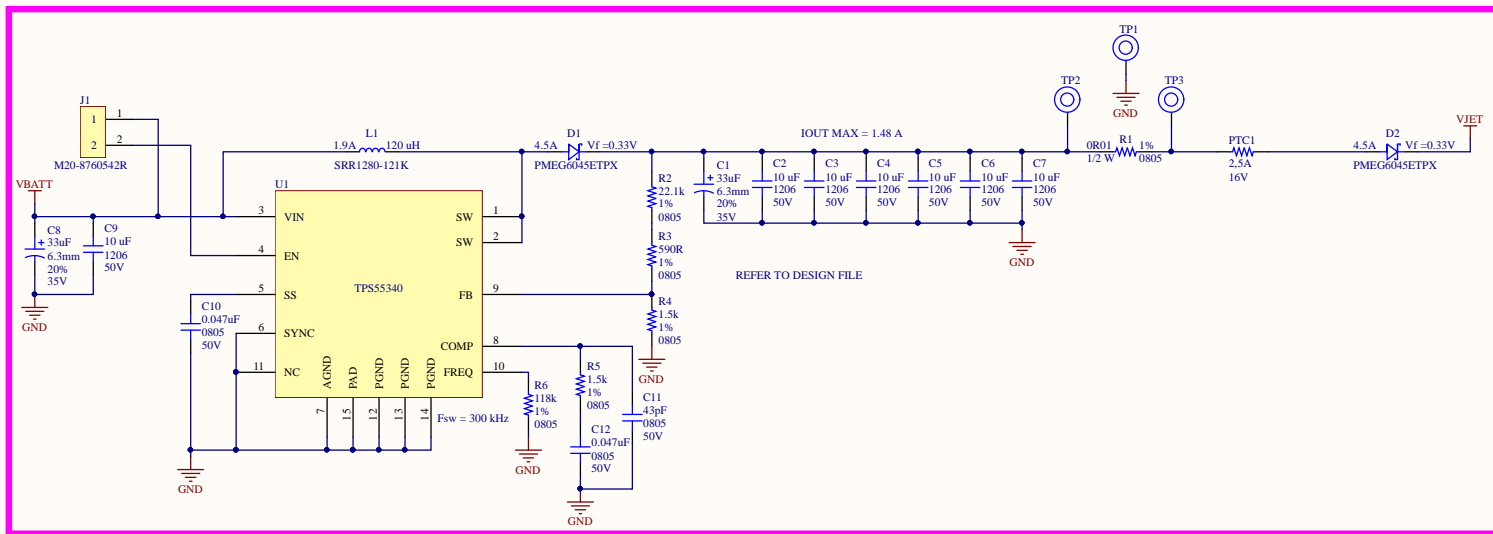 TP1
GND
TP2
TP3
J1
1
2
1
2
M20-8760542R
L1
1.9A
120 uH
SRR1280-121K
D1
4.5A
Vf =0.33V
PMEG6045ETPX
IOUT MAX = 1.48 A
0R01
R1
1%
1/2 W
0805
PTC1
2,5A
16V
D2
4.5A
Vf =0.33V
PMEG6045ETPX
VJET
VBATT
C8
33uF
6.3mm
20%
35V
GND
C9
10 uF
1206
50V
U1
TPS55340
3
VIN
4
EN
5
SS
6
SYNC
11
NC
SW
1
SW
2
FB
9
COMP
8
FREQ
10
AGND
PAD
PGND
PGND
PGND
7
15
12
13
14
Fsw = 300 kHz
C10
0.047uF
0805
50V
GND
R2
22.1k
1%
0805
R3
590R
1%
0805
R4
1.5k
1%
0805
GND
C1
33uF
6.3mm
20%
35V
C2
10 uF
1206
50V
C3
10 uF
1206
50V
C4
10 uF
1206
50V
C5
10 uF
1206
50V
C6
10 uF
1206
50V
C7
10 uF
1206
50V
GND
REFER TO DESIGN FILE
R6
118k
1%
0805
GND
R5
1.5k
1%
0805
C11
43pF
0805
50V
C12
0.047uF
0805
50V
GND